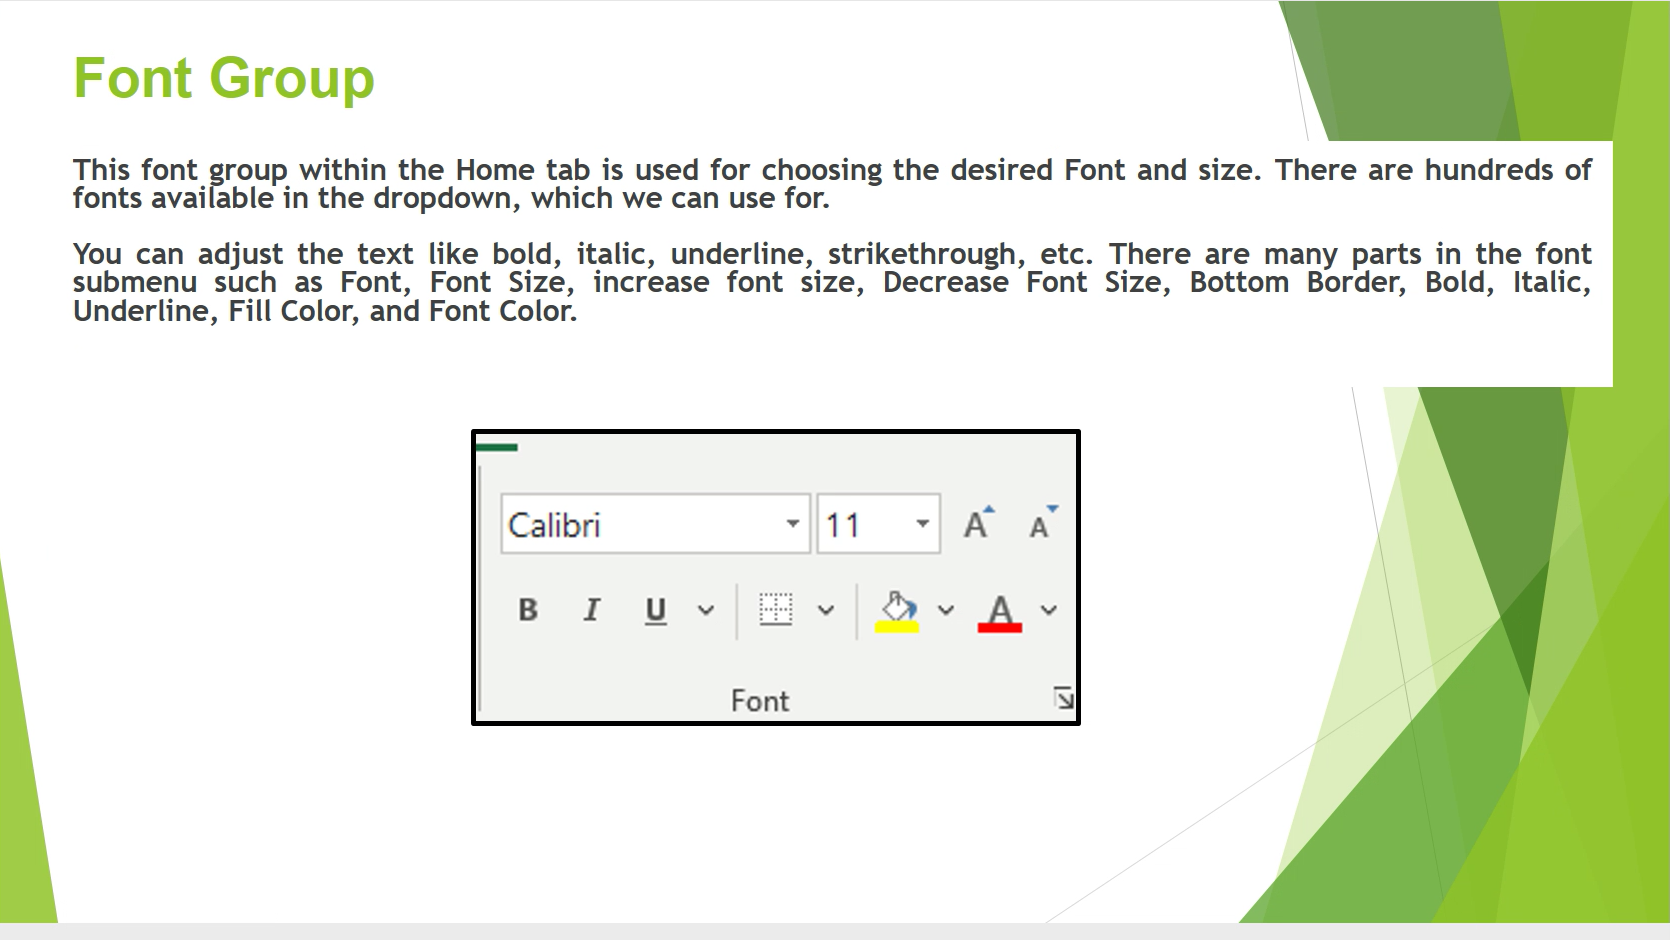 Font Group
This font group within the Home tab is used for choosing the desired Font and size. There are hundreds of
fonts available in the dropdown, which we can use for.
You can adjust the text like bold, italic, underline, strikethrough, etc. There are many parts in the font
submenu such as Font, Font Size, increase font size, Decrease Font Size, Bottom Border, Bold, Italic,
Underline, Fill Color, and Font Color.
Calibri 11 A A
B I U A
Font